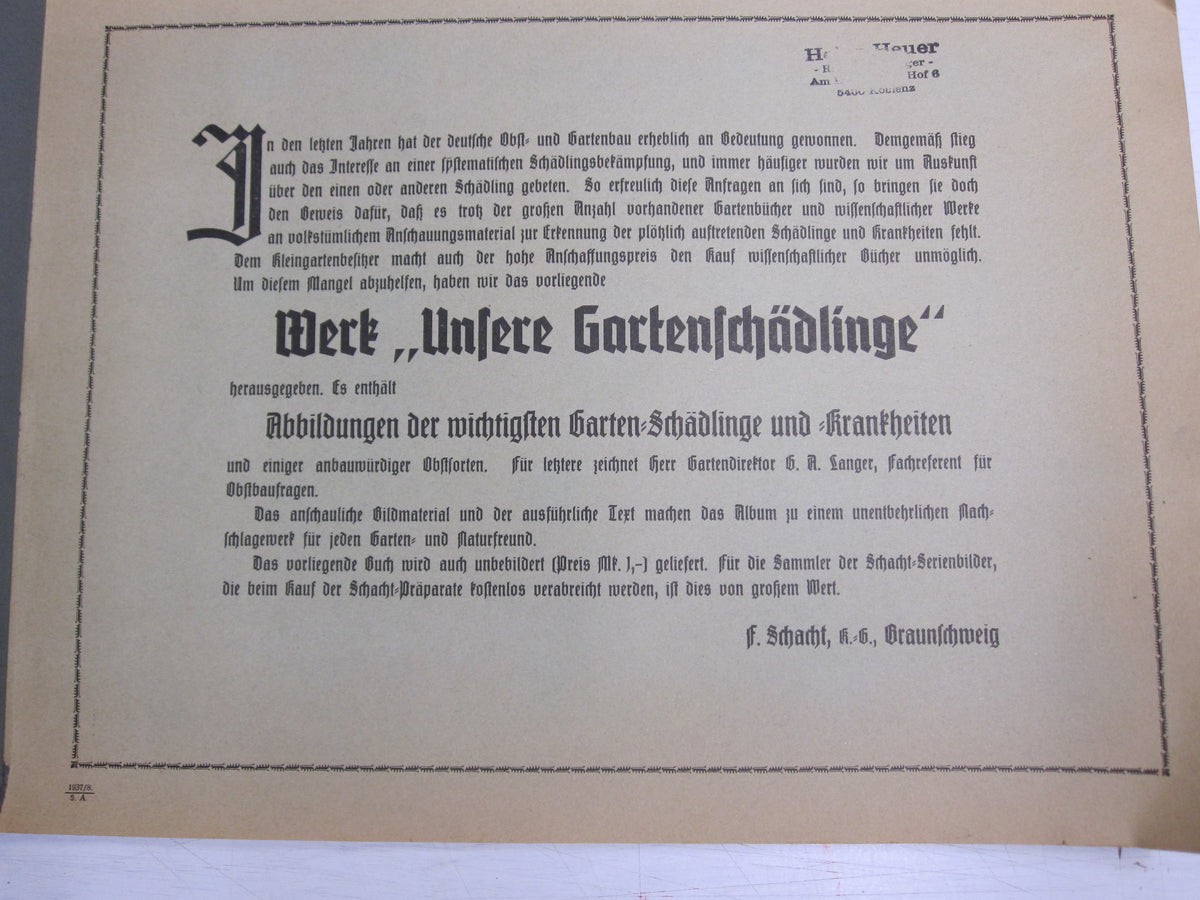 Heuer
Hof 6
5400 Koblenz
In den letzten Jahren hat der deutsche Obst- und Gartenbau erheblich an Bedeutung gewonnen. Demgemäß stieg
auch das Interesse an einer systematischen Schädlingsbekämpfung, und immer häufiger wurden wir um Auskunft
über den einen oder anderen Schädling gebeten. So erfreulich diese Anfragen an sich sind, so bringen sie doch
den Beweis dafür, daß es trotz der großen Anzahl vorhandener Gartenbücher und wissenschaftlicher Werke
an volkstümlichem Anschauungsmaterial zur Erkennung der plötzlich auftretenden Schädlinge und Krankheiten fehlt.
Dem Kleingartenbesitzer macht auch der hohe Anschaffungspreis den Kauf wissenschaftlicher Bücher unmöglich.
Um diesem Mangel abzuhelfen, haben wir das vorliegende
Werk „Unsere Gartenschädlinge“
herausgegeben. Es enthält
Abbildungen der wichtigsten Garten-Schädlinge und -Krankheiten
und einiger anbauwürdiger Obstsorten. Für letztere zeichnet Herr Gartendirektor G. A. Langer, Fachreferent für
Obstbaufragen.
Das anschauliche Bildmaterial und der ausführliche Text machen das Album zu einem unentbehrlichen Nach-
schlagewerk für jeden Garten- und Naturfreund.
Das vorliegende Buch wird auch unbebildert (Preis Mk. 1,-) geliefert. Für die Sammler der Schacht-Serienbilder,
die beim Kauf der Schacht-Präparate kostenlos verabreicht werden, ist dies von großem Wert.
F. Schacht, K.-G., Braunschweig
1937/8.
5. A.